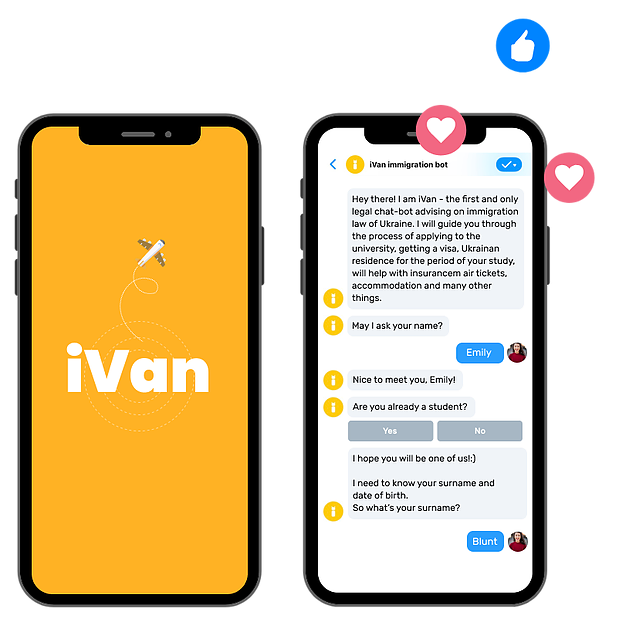 iVan
iVan immigration bot
Hey there! I am iVan - the first and only
legal chat-bot advising on immigration
law of Ukraine. I will guide you through
the process of applying to the
university, getting a visa, Ukrainan
residence for the period of your study,
will help with insurancem air tickets,
accommodation and many other
things.
May I ask your name?
Emily
Nice to meet you, Emily!
Are you already a student?
Yes
No
I hope you will be one of us!:)
I need to know your surname and
date of birth.
So what's your surname?
Blunt